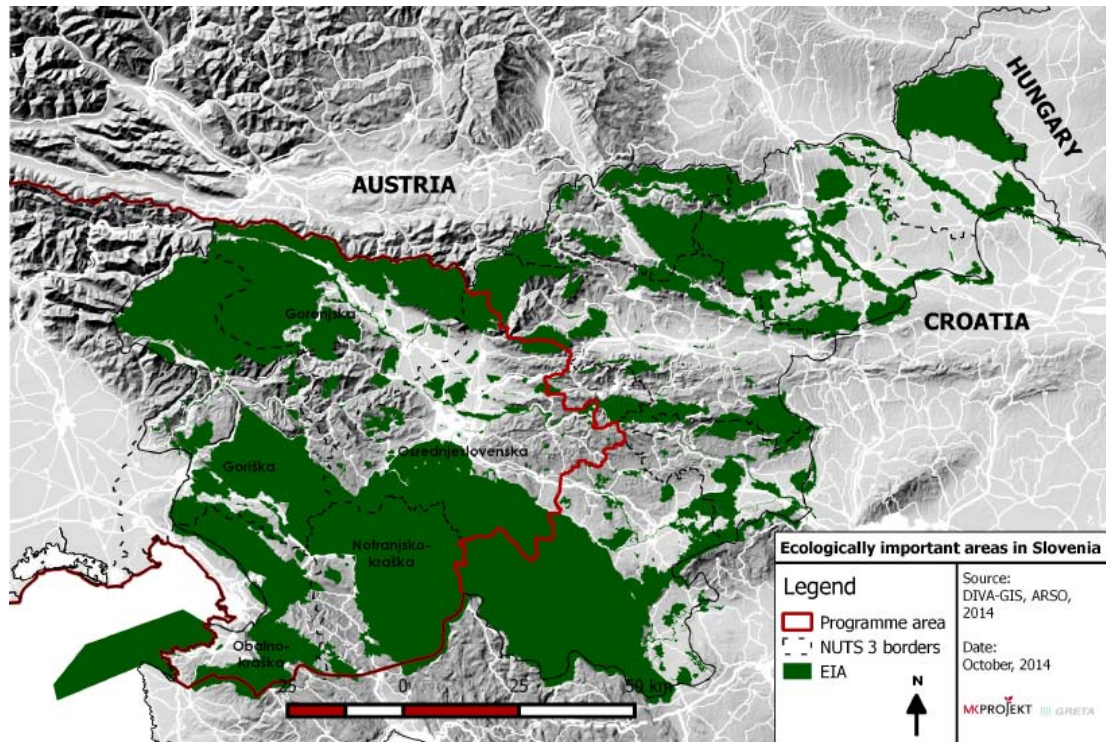 HUNGARY
AUSTRIA
CROATIA
Gorenjska
Osrednjeslovenska
Goriška
Notranjsko-
kraška
Obalno-
kraška
25 0 25 50 km
Ecologically important areas in Slovenia
Legend
Programme area
NUTS 3 borders
EIA
Source:
DIVA-GIS, ARSO,
2014
Date:
October, 2014
N
MKPROJEKT GRETA